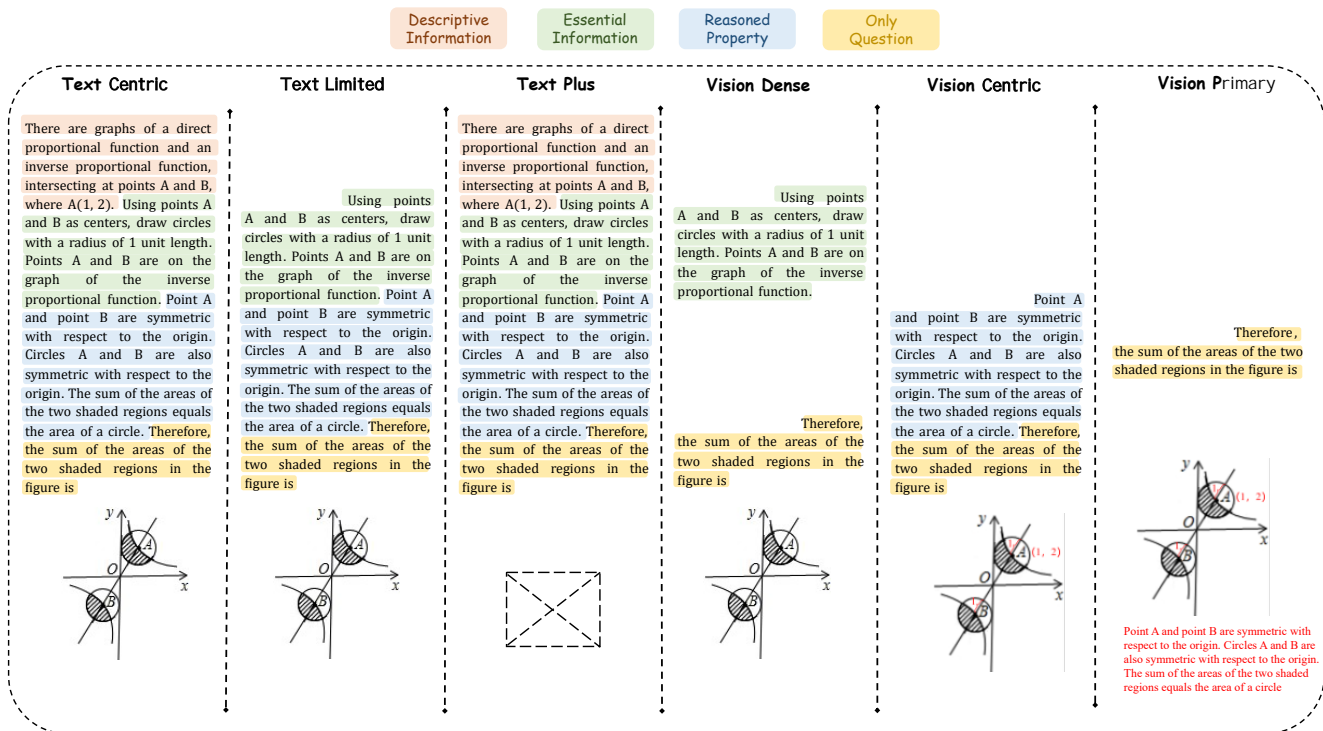 Descriptive
Information
Essential
Information
Reasoned
Property
Only
Question
Text Centric
There are graphs of a direct
proportional function and an
inverse proportional function,
intersecting at points A and B,
where A(1, 2). Using points A
and B as centers, draw circles
with a radius of 1 unit length.
Points A and B are on the
graph of the inverse
proportional function. Point A
and point B are symmetric
with respect to the origin.
Circles A and B are also
symmetric with respect to the
origin. The sum of the areas of
the two shaded regions equals
the area of a circle. Therefore,
the sum of the areas of the
two shaded regions in the
figure is
y
A
O
x
B
Text Limited
Using points
A and B as centers, draw
circles with a radius of 1 unit
length. Points A and B are on
the graph of the inverse
proportional function. Point A
and point B are symmetric
with respect to the origin.
Circles A and B are also
symmetric with respect to the
origin. The sum of the areas of
the two shaded regions equals
the area of a circle. Therefore,
the sum of the areas of the
two shaded regions in the
figure is
y
A
O
x
B
Text Plus
There are graphs of a direct
proportional function and an
inverse proportional function,
intersecting at points A and B,
where A(1, 2). Using points A
and B as centers, draw circles
with a radius of 1 unit length.
Points A and B are on the
graph of the inverse
proportional function. Point A
and point B are symmetric
with respect to the origin.
Circles A and B are also
symmetric with respect to the
origin. The sum of the areas of
the two shaded regions equals
the area of a circle. Therefore,
the sum of the areas of the
two shaded regions in the
figure is
Vision Dense
Using points
A and B as centers, draw
circles with a radius of 1 unit
length. Points A and B are on
the graph of the inverse
proportional function.
Therefore,
the sum of the areas of the
two shaded regions in the
figure is
y
A
O
x
B
Vision Centric
Point A
and point B are symmetric
with respect to the origin.
Circles A and B are also
symmetric with respect to the
origin. The sum of the areas of
the two shaded regions equals
the area of a circle. Therefore,
the sum of the areas of the
two shaded regions in the
figure is
y
1
A (1, 2)
O
x
1
B
Vision Primary
Therefore,
the sum of the areas of the two
shaded regions in the figure is
y
1
A (1, 2)
O
x
1
B
Point A and point B are symmetric with
respect to the origin. Circles A and B are
also symmetric with respect to the origin.
The sum of the areas of the two shaded
regions equals the area of a circle